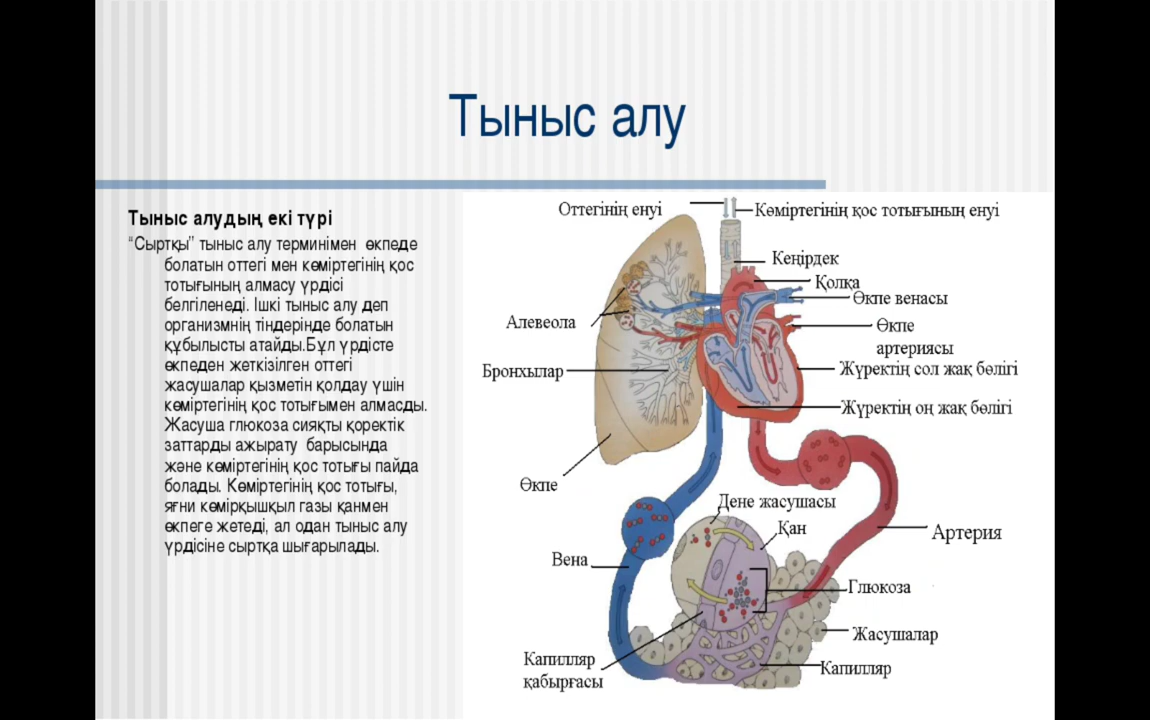 Тыныс алу
Тыныс алудың екі түрі
“Сыртқы” тыныс алу терминімен өкпеде
болатын оттегі мен көміртегінің қос
тотығының алмасу үрдісі
белгіленеді. Ішкі тыныс алу деп
организмнің тіндерінде болатын
құбылысты атайды.Бұл үрдісте
өкпеден жеткізілген оттегі
жасушалар қызметін қолдау үшін
көміртегінің қос тотығымен алмасды.
Жасуша глюкоза сияқты қоректік
заттарды ажырату барысында
және көміртегінің қос тотығы пайда
болады. Көміртегінің қос тотығы,
яғни көмірқышқыл газы қанмен
өкпеге жетеді, ал одан тыныс алу
үрдісіне сыртқа шығарылады.
Оттегінің енуі
Көміртегінің қос тотығының енуі
Кеңірдек
Қолқа
Өкпе венасы
Алевеола
Өкпе
артериясы
Бронхылар
Жүректің сол жақ бөлігі
Жүректің оң жақ бөлігі
Өкпе
Дене жасушасы
Қан
Артерия
Вена
Глюкоза
Жасушалар
Капилляр
қабырғасы
Капилляр